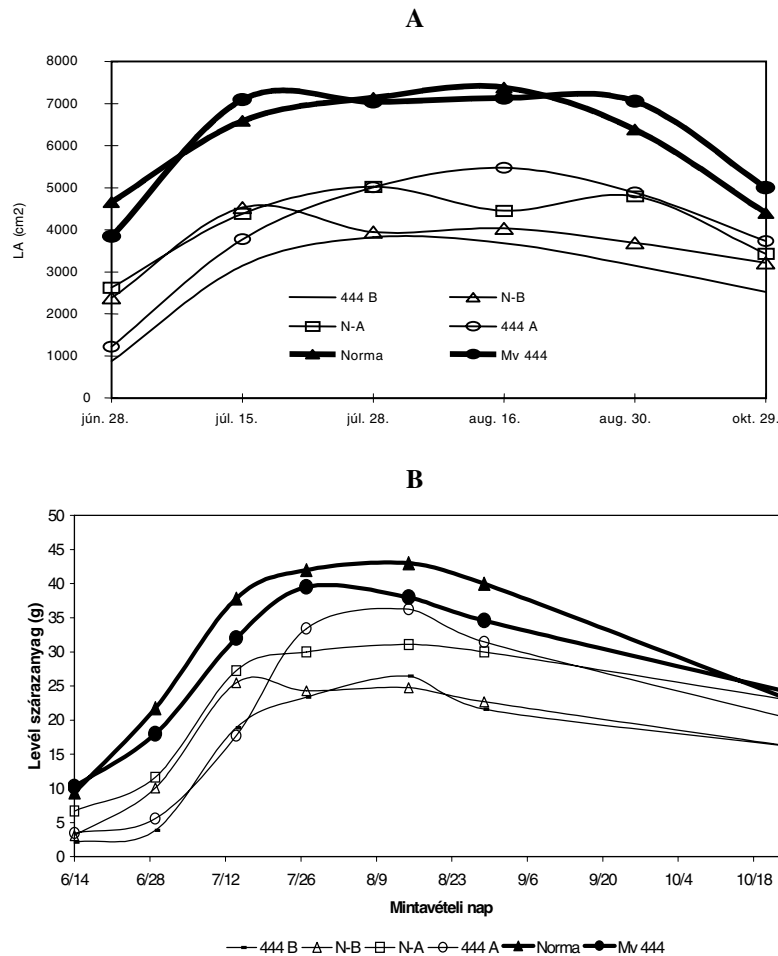 A
8000
7000
6000
5000
4000
3000
2000
1000
0
LA (cm2)
444 B
N-B
N-A
444 A
Norma
Mv 444
jún. 28.
júl. 15.
júl. 28.
aug. 16.
aug. 30.
okt. 29.
B
50
45
40
35
30
25
20
15
10
5
0
Levél szárazanyag (g)
6/14
6/28
7/12
7/26
8/9
8/23
9/6
9/20
10/4
10/18
Mintavételi nap
444 B
N-B
N-A
444 A
Norma
Mv 444